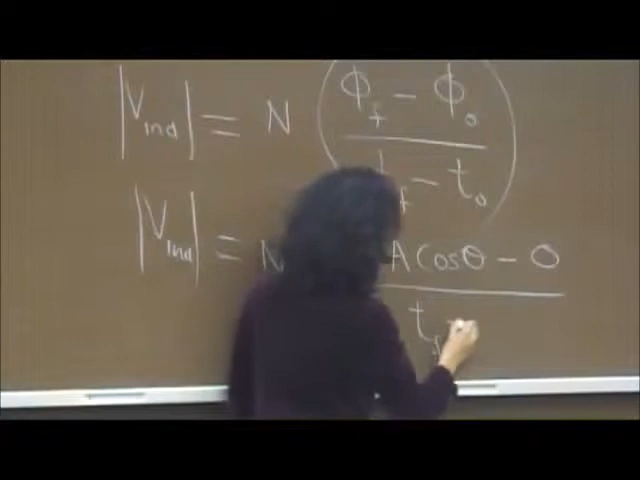 |V_ind| = N (ϕ_f − ϕ_o
t_f − t_o)
|V_ind| = N A Cosθ − 0
t_f